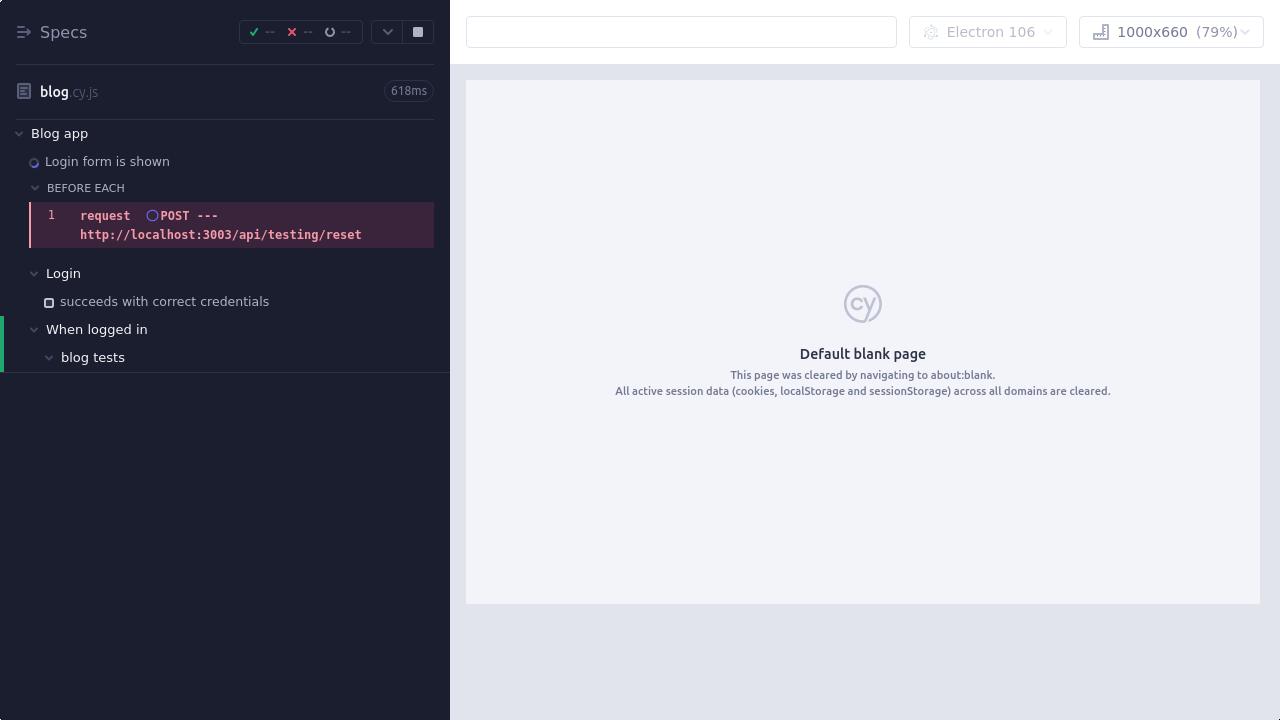 Specs
--
--
--
Electron 106
1000x660 (79%)
blog.cy.js
618ms
Blog app
Login form is shown
BEFORE EACH
1 request POST ---
http://localhost:3003/api/testing/reset
Login
succeeds with correct credentials
When logged in
blog tests
cy
Default blank page
This page was cleared by navigating to about:blank.
All active session data (cookies, localStorage and sessionStorage) across all domains are cleared.